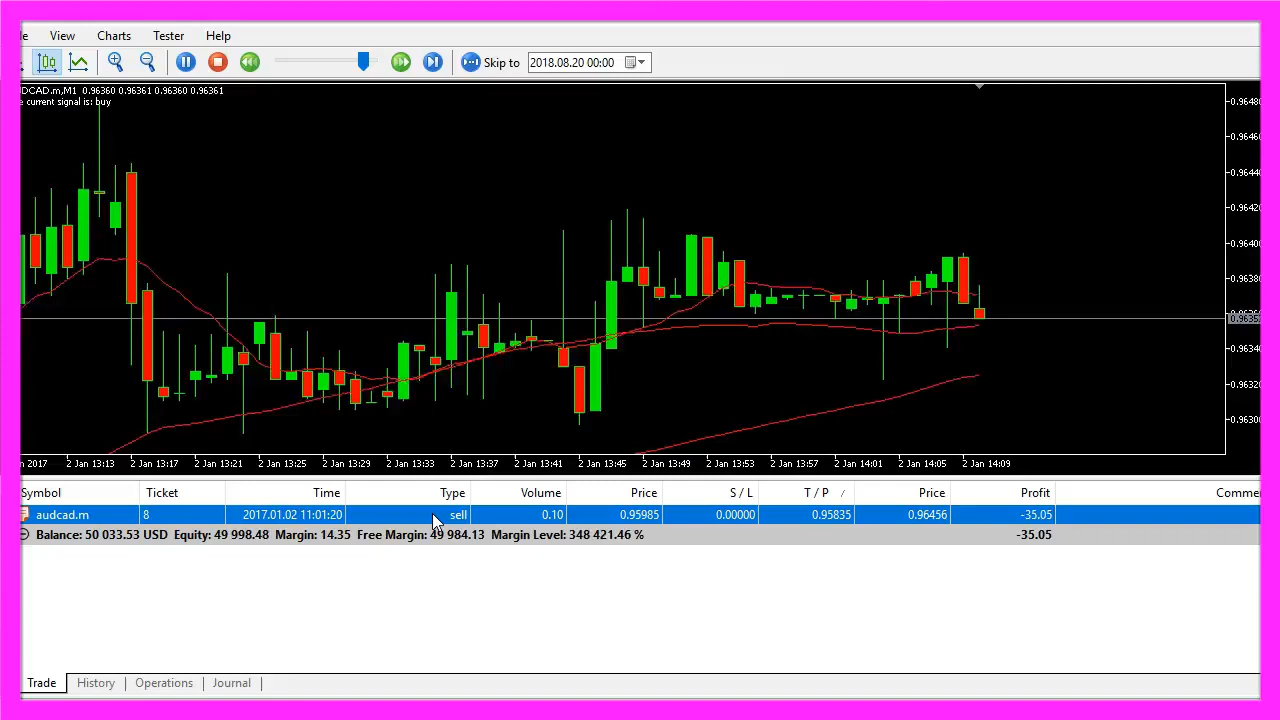 le View Charts Tester Help
Skip to 2018.08.20 00:00
DCAD.m,M1 0.96360 0.96361 0.96360 0.96361
e current signal is: buy
0.96480
0.96460
0.96440
0.96420
0.96400
0.96380
0.96340
0.96320
0.96300
n 2017 2 Jan 13:13 2 Jan 13:17 2 Jan 13:21 2 Jan 13:25 2 Jan 13:29 2 Jan 13:33 2 Jan 13:37 2 Jan 13:41 2 Jan 13:45 2 Jan 13:49 2 Jan 13:53 2 Jan 13:57 2 Jan 14:01 2 Jan 14:05 2 Jan 14:09
Symbol Ticket Time Type Volume Price S / L T / P / Price Profit Comme
audcad.m 8 2017.01.02 11:01:20 sell 0.10 0.95985 0.00000 0.95835 0.96456 -35.05
Balance: 50 033.53 USD Equity: 49 998.48 Margin: 14.35 Free Margin: 49 984.13 Margin Level: 348 421.46 % -35.05
Trade History Operations Journal